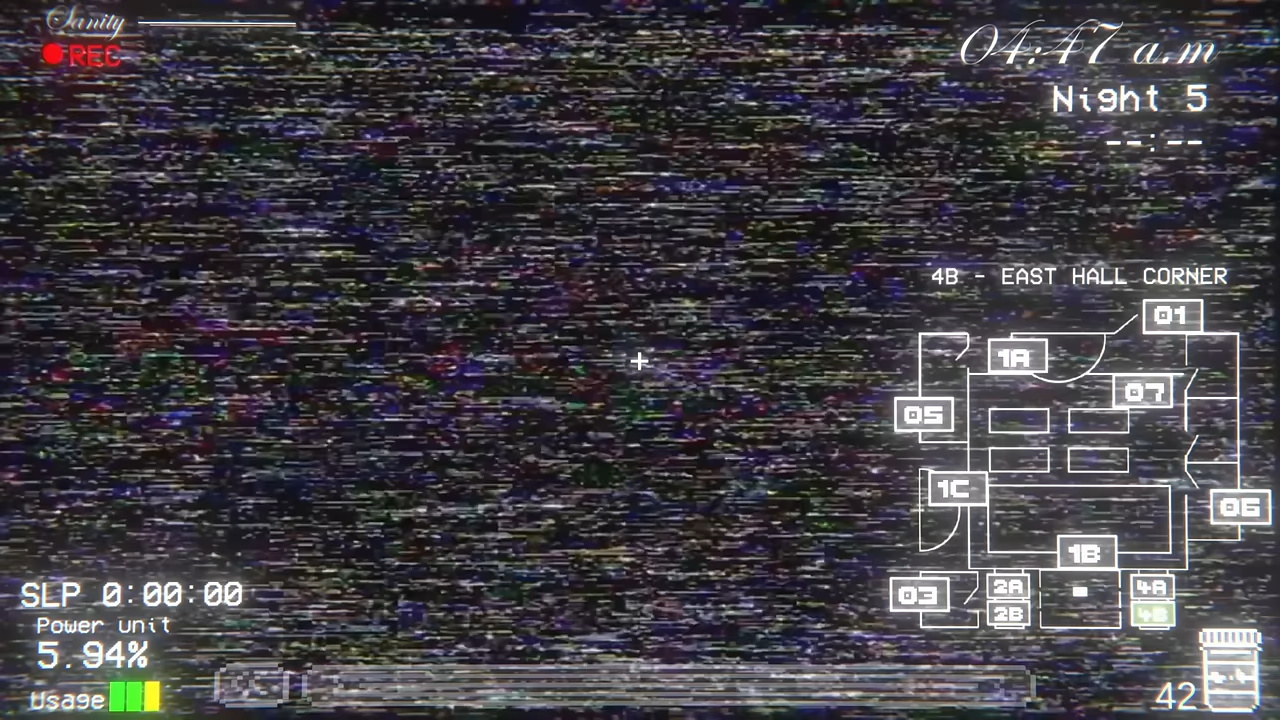 Sanity
REC
04:47 a.m
Night 5
--:--
4B - EAST HALL CORNER
01
1A
07
05
1C
06
1B
03
2A
4A
2B
4B
SLP 0:00:00
Power unit
5.94%
Usage
42